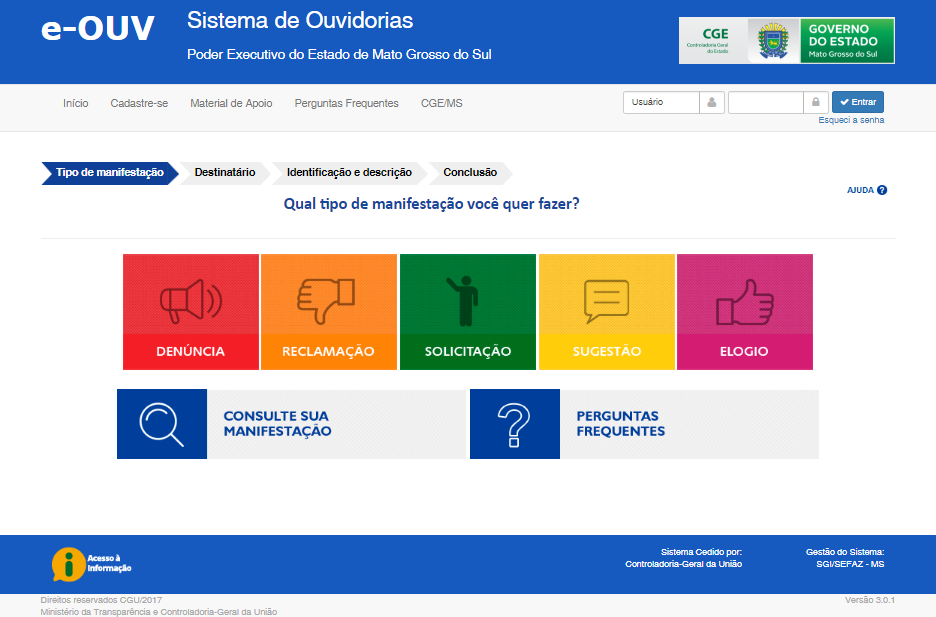 e-OUV
Sistema de Ouvidorias
Poder Executivo do Estado de Mato Grosso do Sul
CGE
Controladoria Geral
do Estado
GOVERNO
DO ESTADO
Mato Grosso do Sul
Início Cadastre-se Material de Apoio Perguntas Frequentes CGE/MS
Usuário
Entrar
Esqueci a senha
Tipo de manifestação Destinatário Identificação e descrição Conclusão
AJUDA ?
Qual tipo de manifestação você quer fazer?
DENÚNCIA RECLAMAÇÃO SOLICITAÇÃO SUGESTÃO ELOGIO
CONSULTE SUA
MANIFESTAÇÃO
PERGUNTAS
FREQUENTES
Acesso à
Informação
Sistema Cedido por:
Controladoria-Geral da União
Gestão do Sistema:
SGI/SEFAZ - MS
Direitos reservados CGU/2017
Ministério da Transparência e Controladoria-Geral da União
Versão 3.0.1